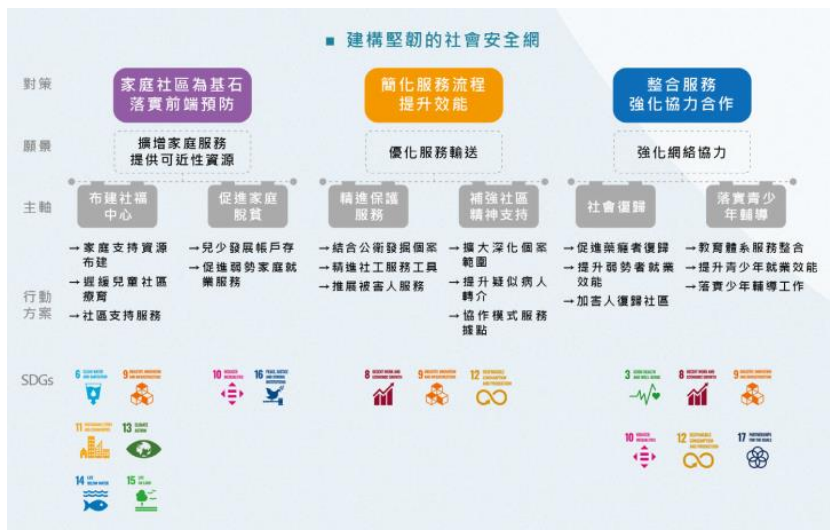 ■ 建構堅韌的社會安全網
對策
家庭社區為基石
落實前端預防
簡化服務流程
提升效能
整合服務
強化協力合作
願景
擴增家庭服務
提供可近性資源
優化服務輸送
強化網絡協力
主軸
布建社福
中心
促進家庭
脫貧
精進保護
服務
補強社區
精神支持
社會復歸
落實青少
年輔導
行動
方案
→家庭支持資源
布建
→遲緩兒童社區
療育
→社區支持服務
→兒少發展帳戶存
→促進弱勢家庭就
業服務
→結合公衛發掘個案
→精進社工服務工具
→推展被害人服務
→擴大深化個案
範圍
→提升疑似病人
轉介
→協作模式服務
據點
→促進藥癮者復歸
→提升弱勢者就業
效能
→加害人復歸社區
→教育體系服務整合
→提升青少年就業效能
→落實少年輔導工作
SDGs
6
9
10
16
8
9
12
3
8
9
11
13
10
12
17
14
15